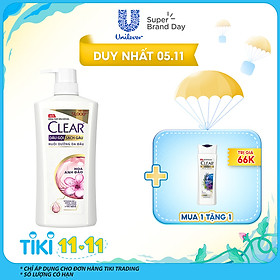 Unilever
Super
Brand Day
DUY NHẤT 05.11
CLEAR
DẦU GỘI SẠCH GÀU
NUÔI DƯỠNG DA ĐẦU
HOA
ANH ĐÀO
TRỊ GIÁ
66K
CLEAR
MUA 1 TẶNG 1
TIKI 11·11
* CHỈ ÁP DỤNG CHO ĐƠN HÀNG TIKI TRADING
* SỐ LƯỢNG CÓ HẠN